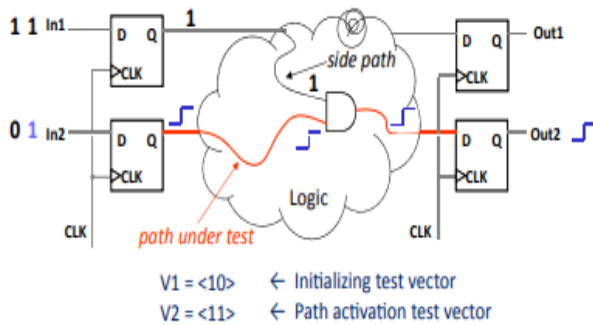 1 1 In1
D Q
CLK
1
side path
1
D Q
CLK
Out1
0 1 In2
D Q
CLK
Logic
D Q
CLK
Out2
CLK
path under test
CLK
V1 = <10> ← Initializing test vector
V2 = <11> ← Path activation test vector